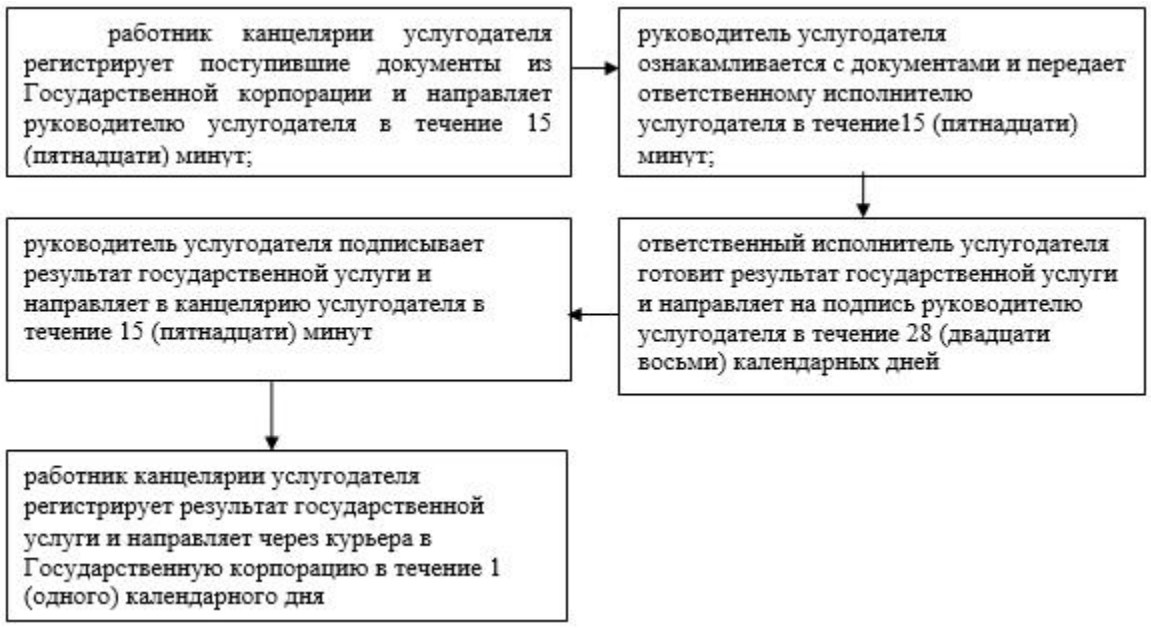 работник канцелярии услугодателя
регистрирует поступившие документы из
Государственной корпорации и направляет
руководителю услугодателя в течение 15
(пятнадцати) минут;
руководитель услугодателя
ознакамливается с документами и передает
ответственному исполнителю
услугодателя в течение15 (пятнадцати)
минут;
ответственный исполнитель услугодателя
готовит результат государственной услуги
и направляет на подпись руководителю
услугодателя в течение 28 (двадцати
восьми) календарных дней
руководитель услугодателя подписывает
результат государственной услуги и
направляет в канцелярию услугодателя в
течение 15 (пятнадцати) минут
работник канцелярии услугодателя
регистрирует результат государственной
услуги и направляет через курьера в
Государственную корпорацию в течение 1
(одного) календарного дня